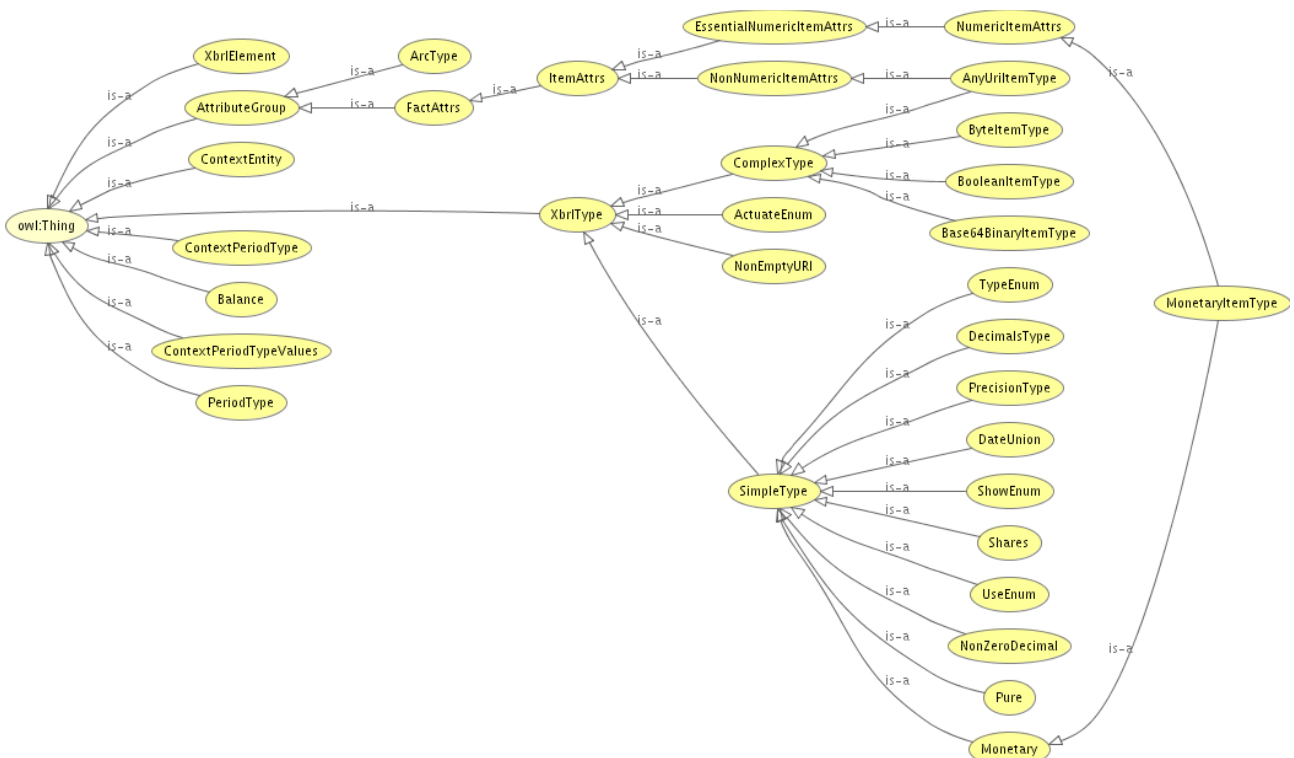 EssentialNumericItemAttrs
is-a
NumericItemAttrs
XbrlElement
ArcType
is-a
is-a
is-a
ItemAttrs
is-a
NonNumericItemAttrs
is-a
AnyUriItemType
is-a
is-a
AttributeGroup
is-a
FactAttrs
is-a
is-a
ByteItemType
is-a
ContextEntity
is-a
ComplexType
is-a
BooleanItemType
is-a
is-a
is-a
owl:Thing
is-a
XbrlType
is-a
ActuateEnum
is-a
Base64BinaryItemType
is-a
ContextPeriodType
is-a
NonEmptyURI
is-a
TypeEnum
Balance
MonetaryItemType
is-a
is-a
is-a
DecimalsType
ContextPeriodTypeValues
is-a
is-a
PrecisionType
PeriodType
is-a
DateUnion
is-a
SimpleType
is-a
ShowEnum
is-a
Shares
is-a
UseEnum
is-a
NonZeroDecimal
is-a
is-a
Pure
is-a
Monetary